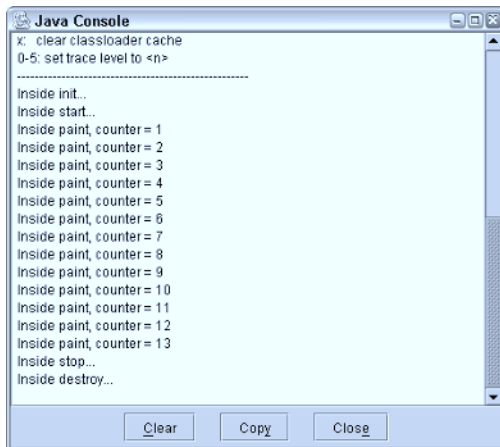 Java Console
x: clear classloader cache
0-5: set trace level to <n>
----------------------------------------------------
Inside init...
Inside start...
Inside paint, counter = 1
Inside paint, counter = 2
Inside paint, counter = 3
Inside paint, counter = 4
Inside paint, counter = 5
Inside paint, counter = 6
Inside paint, counter = 7
Inside paint, counter = 8
Inside paint, counter = 9
Inside paint, counter = 10
Inside paint, counter = 11
Inside paint, counter = 12
Inside paint, counter = 13
Inside stop...
Inside destroy...
Clear Copy Close